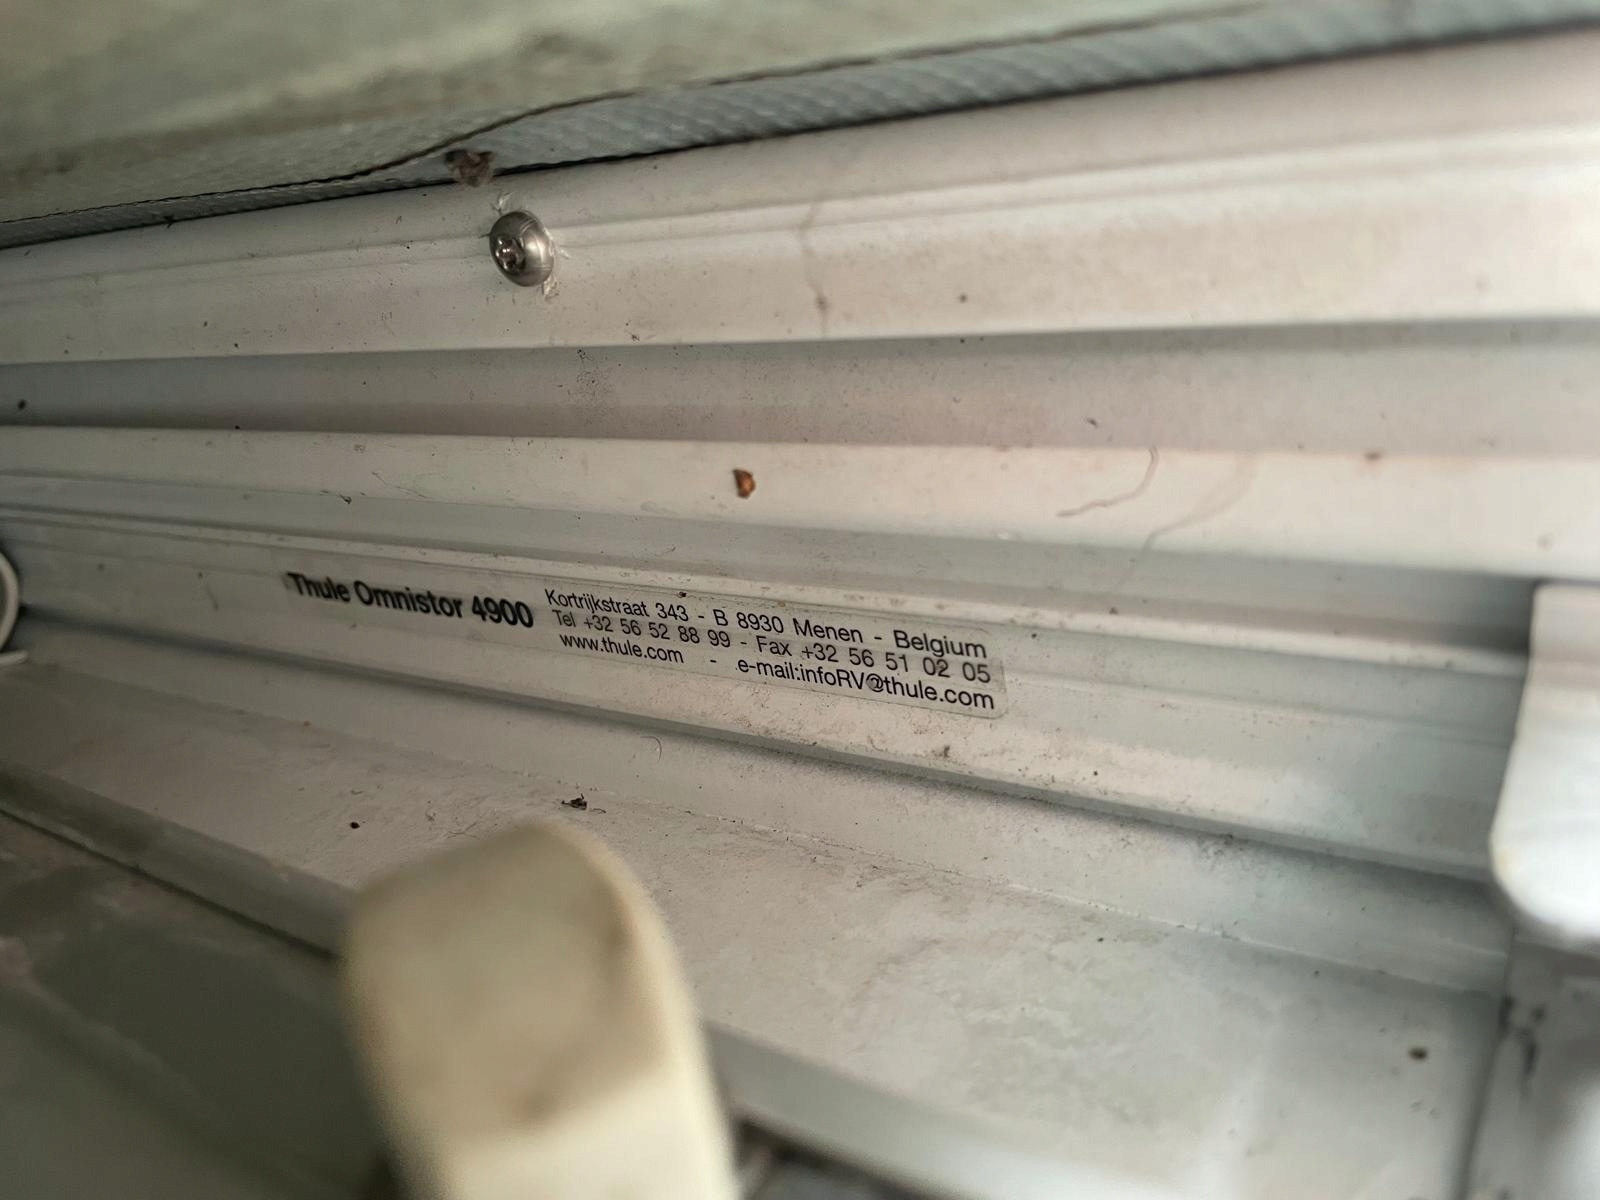 Thule Omnistor 4900
Kortrijkstraat 343 - B 8930 Menen - Belgium
Tel +32 56 52 88 99 - Fax +32 56 51 02 05
www.thule.com - e-mail:infoRV@thule.com